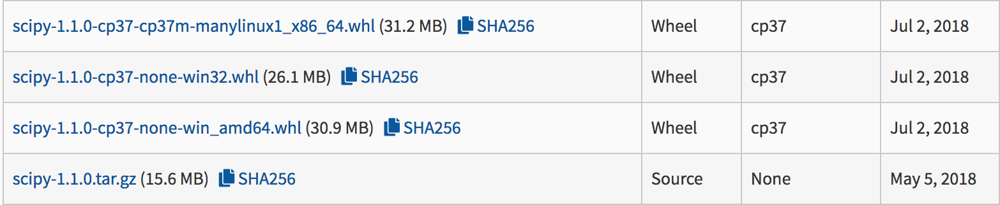 scipy-1.1.0-cp37-cp37m-manylinux1_x86_64.whl (31.2 MB) SHA256 Wheel cp37 Jul 2, 2018
scipy-1.1.0-cp37-none-win32.whl (26.1 MB) SHA256 Wheel cp37 Jul 2, 2018
scipy-1.1.0-cp37-none-win_amd64.whl (30.9 MB) SHA256 Wheel cp37 Jul 2, 2018
scipy-1.1.0.tar.gz (15.6 MB) SHA256 Source None May 5, 2018